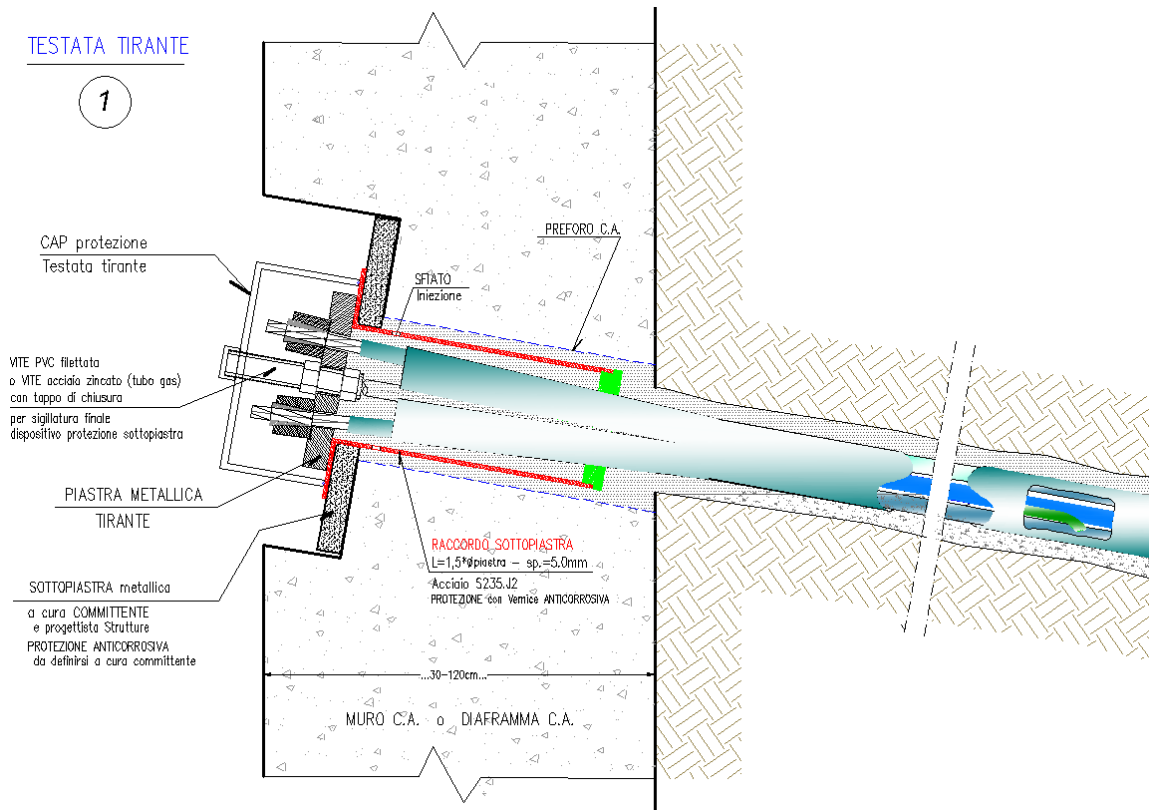 TESTATA TIRANTE
1
CAP protezione
Testata tirante
PREFORO C.A.
SFIATO
Iniezione
VITE PVC filettata
o VITE acciaio zincato (tubo gas)
con tappo di chiusura
per sigillatura finale
dispositivo protezione sottopiastra
PIASTRA METALLICA
TIRANTE
RACCORDO SOTTOPIASTRA
L=1,5*Øpiastra - sp.=5.0mm
Acciaio S235.J2
PROTEZIONE con Vernice ANTICORROSIVA
SOTTOPIASTRA metallica
a cura COMMITTENTE
e progettista Strutture
PROTEZIONE ANTICORROSIVA
da definirsi a cura committente
...30-120cm...
MURO C.A. o DIAFRAMMA C.A.